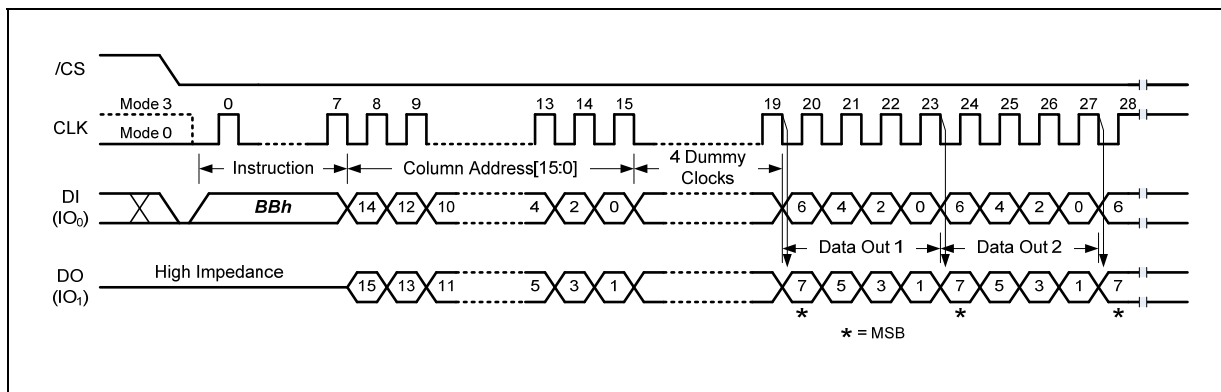 /CS
Mode 3 0 7 8 9 13 14 15 19 20 21 22 23 24 25 26 27 28
CLK
Mode 0
Instruction Column Address[15:0] 4 Dummy
Clocks
DI
(IO0)
BBh 14 12 10 4 2 0 6 4 2 0 6 4 2 0 6
Data Out 1 Data Out 2
DO
(IO1)
High Impedance
15 13 11 5 3 1 7 5 3 1 7 5 3 1 7
* * *
* = MSB